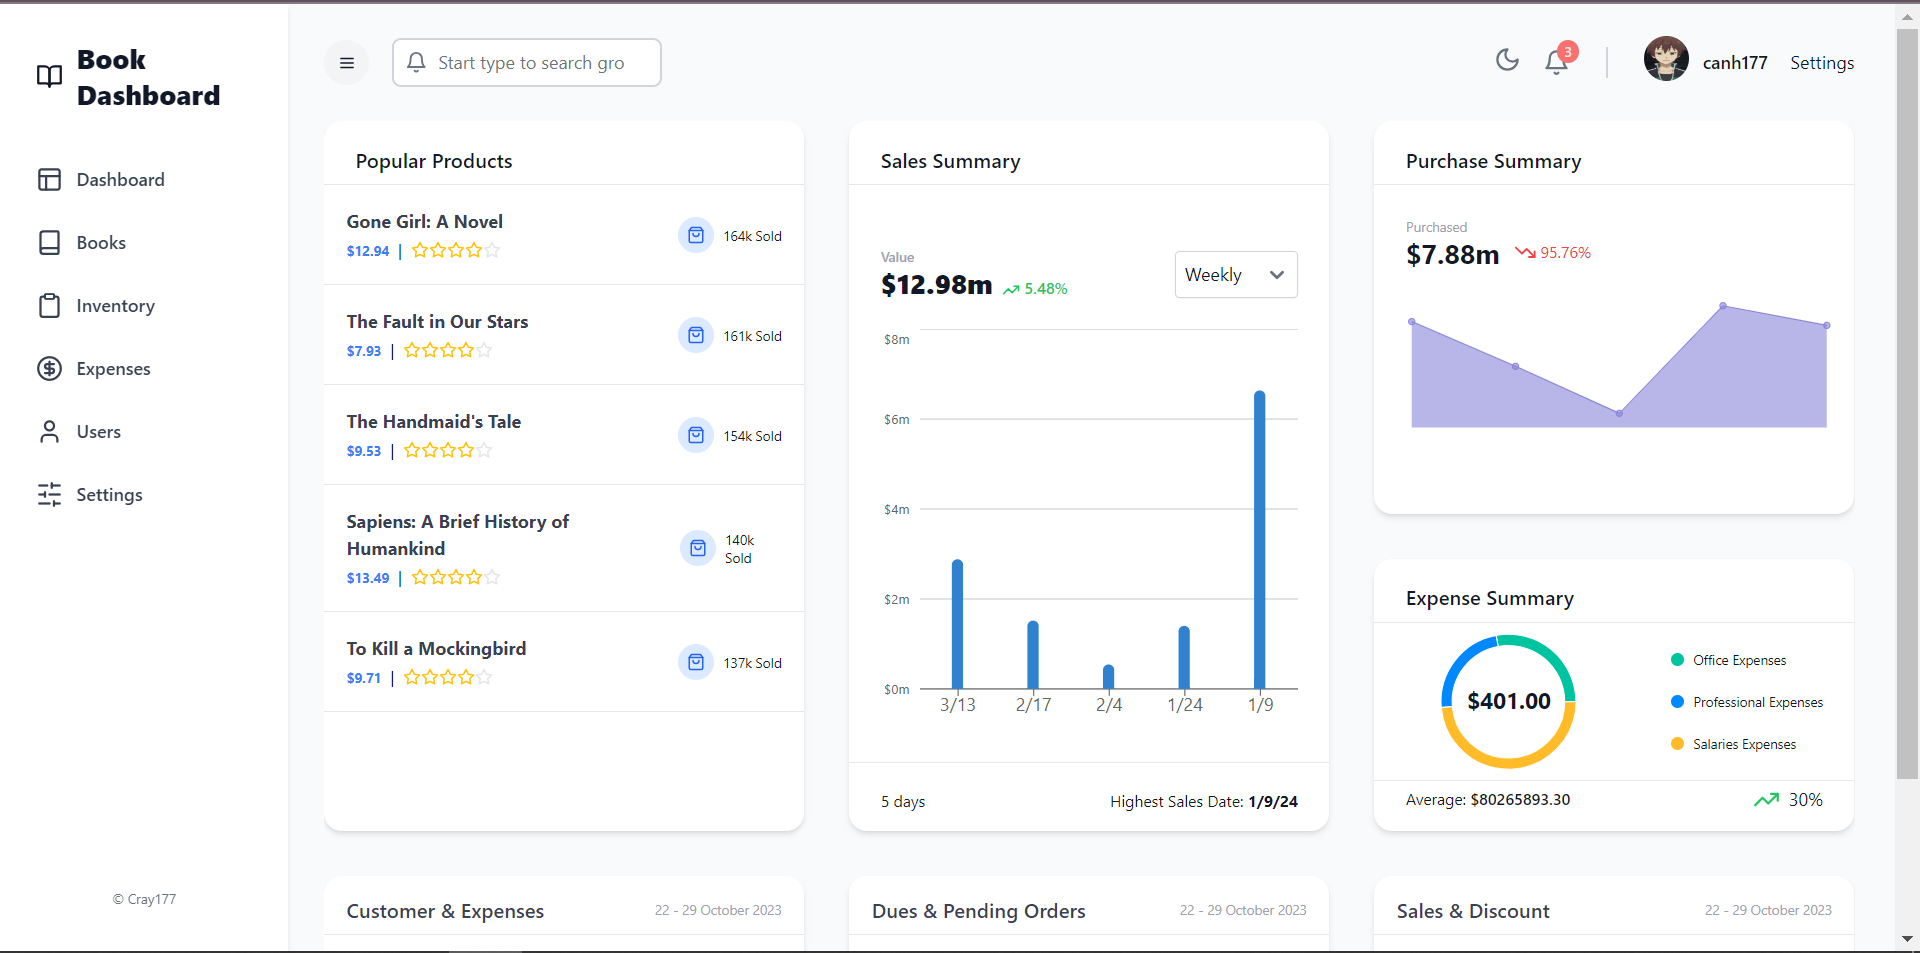 Book
Dashboard
Dashboard
Books
Inventory
Expenses
Users
Settings
© Cray177
Start type to search gro
3
canh177
Settings
Popular Products
Gone Girl: A Novel
$12.94 |
164k Sold
The Fault in Our Stars
$7.93 |
161k Sold
The Handmaid's Tale
$9.53 |
154k Sold
Sapiens: A Brief History of
Humankind
$13.49 |
140k
Sold
To Kill a Mockingbird
$9.71 |
137k Sold
Sales Summary
Value
$12.98m 5.48%
Weekly
$8m
$6m
$4m
$2m
$0m
3/13 2/17 2/4 1/24 1/9
5 days
Highest Sales Date: 1/9/24
Purchase Summary
Purchased
$7.88m 95.76%
Expense Summary
$401.00
Office Expenses
Professional Expenses
Salaries Expenses
Average: $80265893.30
30%
Customer & Expenses
22 - 29 October 2023
Dues & Pending Orders
22 - 29 October 2023
Sales & Discount
22 - 29 October 2023